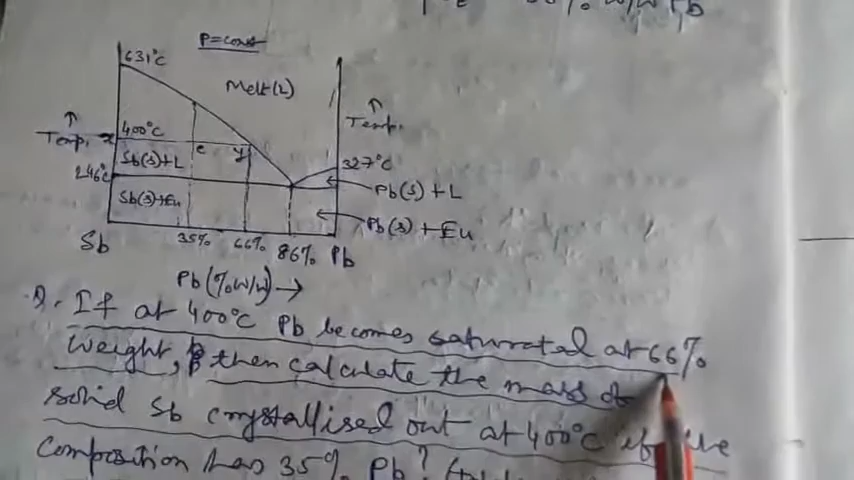 % w/w Pb
P=const
631°C
Melt(L)
↑
Temp.
↑
Temp.
x 400°C
e
y
327°C
Sb(s)+L
246°C
Pb(s)+L
Sb(s)+Eu
Pb(s)+Eu
Sb
35%
66%
86%
Pb
Pb(%w/w) →
Q. If at 400°C Pb becomes saturated at 66%
weight, then calculate the mass of
solid Sb crystallised out at 400°C if the
composition has 35% Pb?